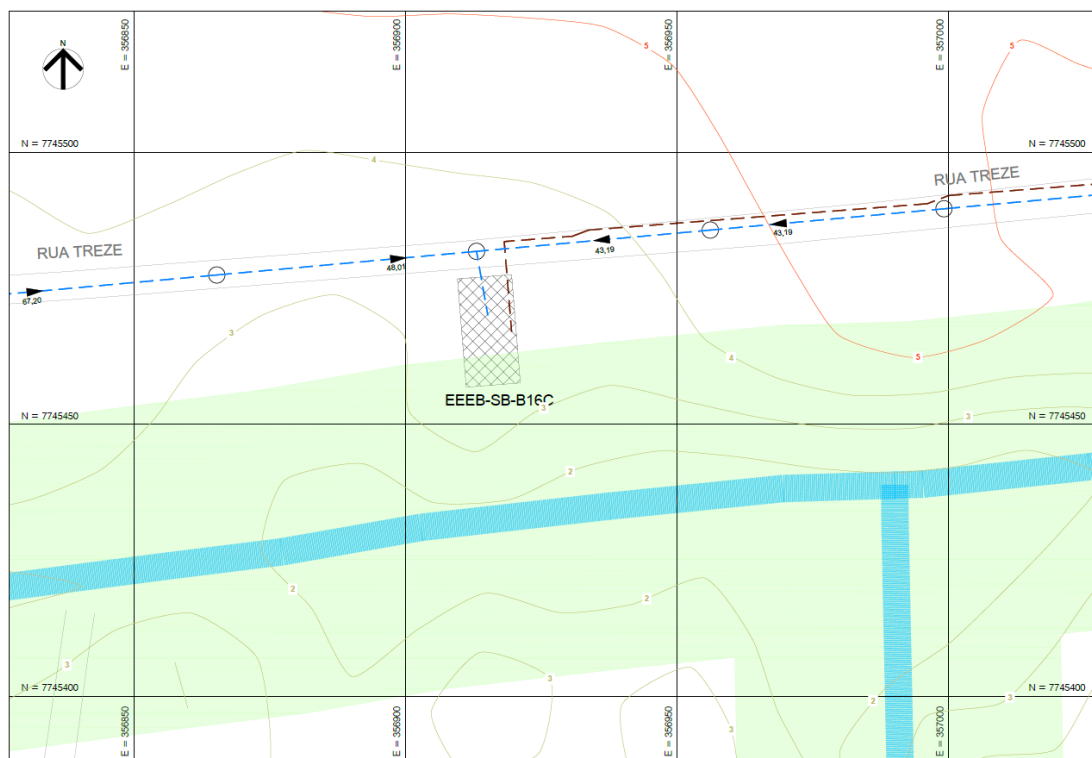 N
E = 356850
E = 356900
E = 356950
E = 357000
5
5
N = 7745500
N = 7745500
4
RUA TREZE
RUA TREZE
43,19
43,19
48,01
67,20
3
4
5
EEEB-SB-B16C
3
N = 7745450
N = 7745450
3
2
2
2
3
3
N = 7745400
N = 7745400
2
3
3
E = 356850
E = 356900
E = 356950
E = 357000